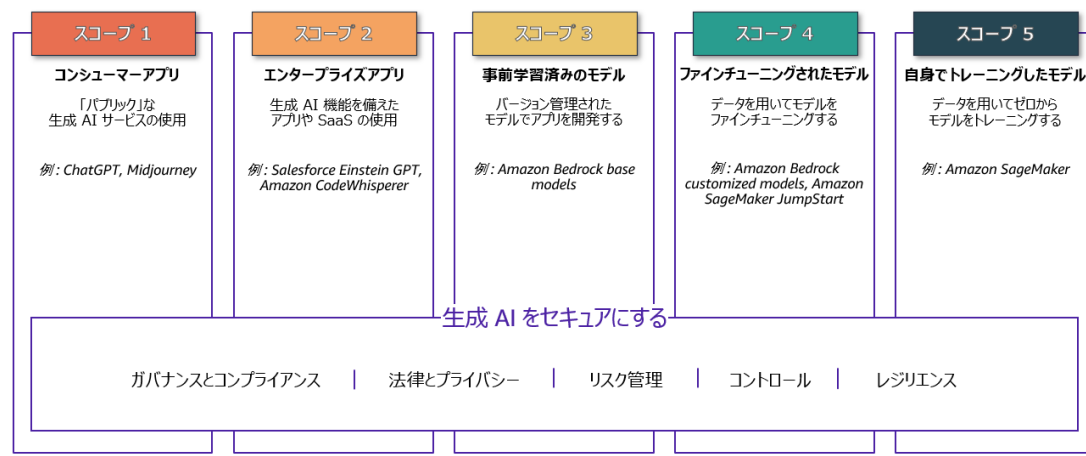 スコープ 1
コンシューマーアプリ
「パブリック」な
生成 AI サービスの使用
例：ChatGPT, Midjourney
スコープ 2
エンタープライズアプリ
生成 AI 機能を備えた
アプリや SaaS の使用
例：Salesforce Einstein GPT,
Amazon CodeWhisperer
スコープ 3
事前学習済みのモデル
バージョン管理された
モデルでアプリを開発する
例：Amazon Bedrock base
models
スコープ 4
ファインチューニングされたモデル
データを用いてモデルを
ファインチューニングする
例：Amazon Bedrock
customized models, Amazon
SageMaker JumpStart
スコープ 5
自身でトレーニングしたモデル
データを用いてゼロから
モデルをトレーニングする
例：Amazon SageMaker
生成 AI をセキュアにする
ガバナンスとコンプライアンス | 法律とプライバシー | リスク管理 | コントロール | レジリエンス